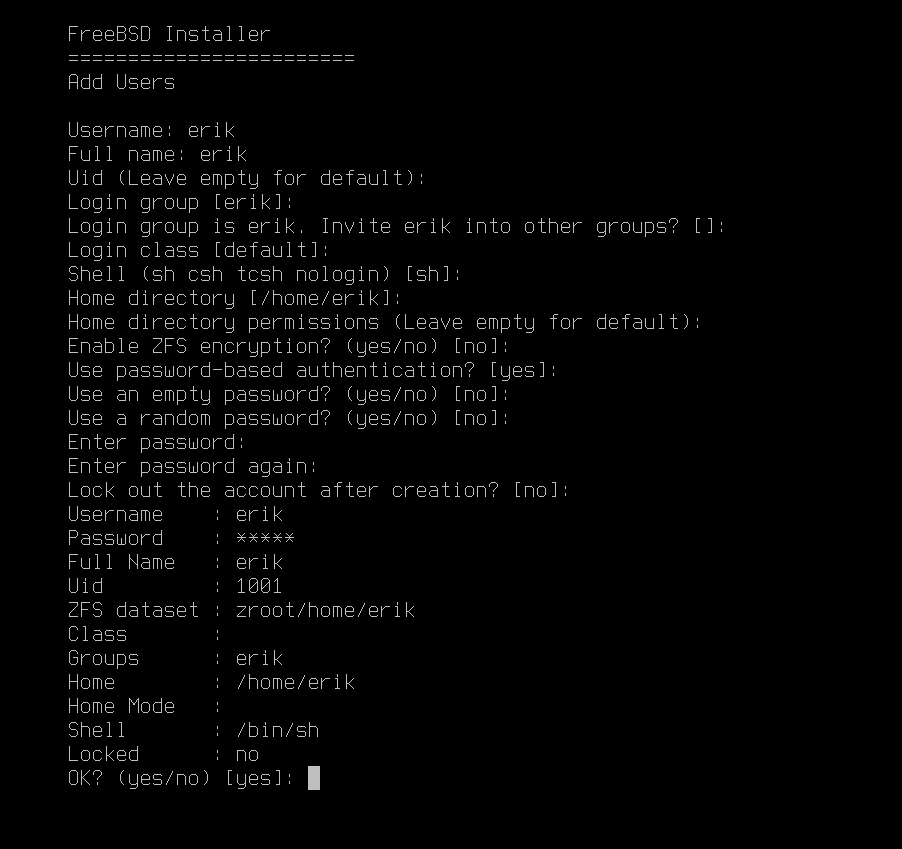 FreeBSD Installer
========================
Add Users

Username: erik
Full name: erik
Uid (Leave empty for default):
Login group [erik]:
Login group is erik. Invite erik into other groups? []:
Login class [default]:
Shell (sh csh tcsh nologin) [sh]:
Home directory [/home/erik]:
Home directory permissions (Leave empty for default):
Enable ZFS encryption? (yes/no) [no]:
Use password-based authentication? [yes]:
Use an empty password? (yes/no) [no]:
Use a random password? (yes/no) [no]:
Enter password:
Enter password again:
Lock out the account after creation? [no]:
Username    : erik
Password    : *****
Full Name   : erik
Uid         : 1001
ZFS dataset : zroot/home/erik
Class       :
Groups      : erik
Home        : /home/erik
Home Mode   :
Shell       : /bin/sh
Locked      : no
OK? (yes/no) [yes]: